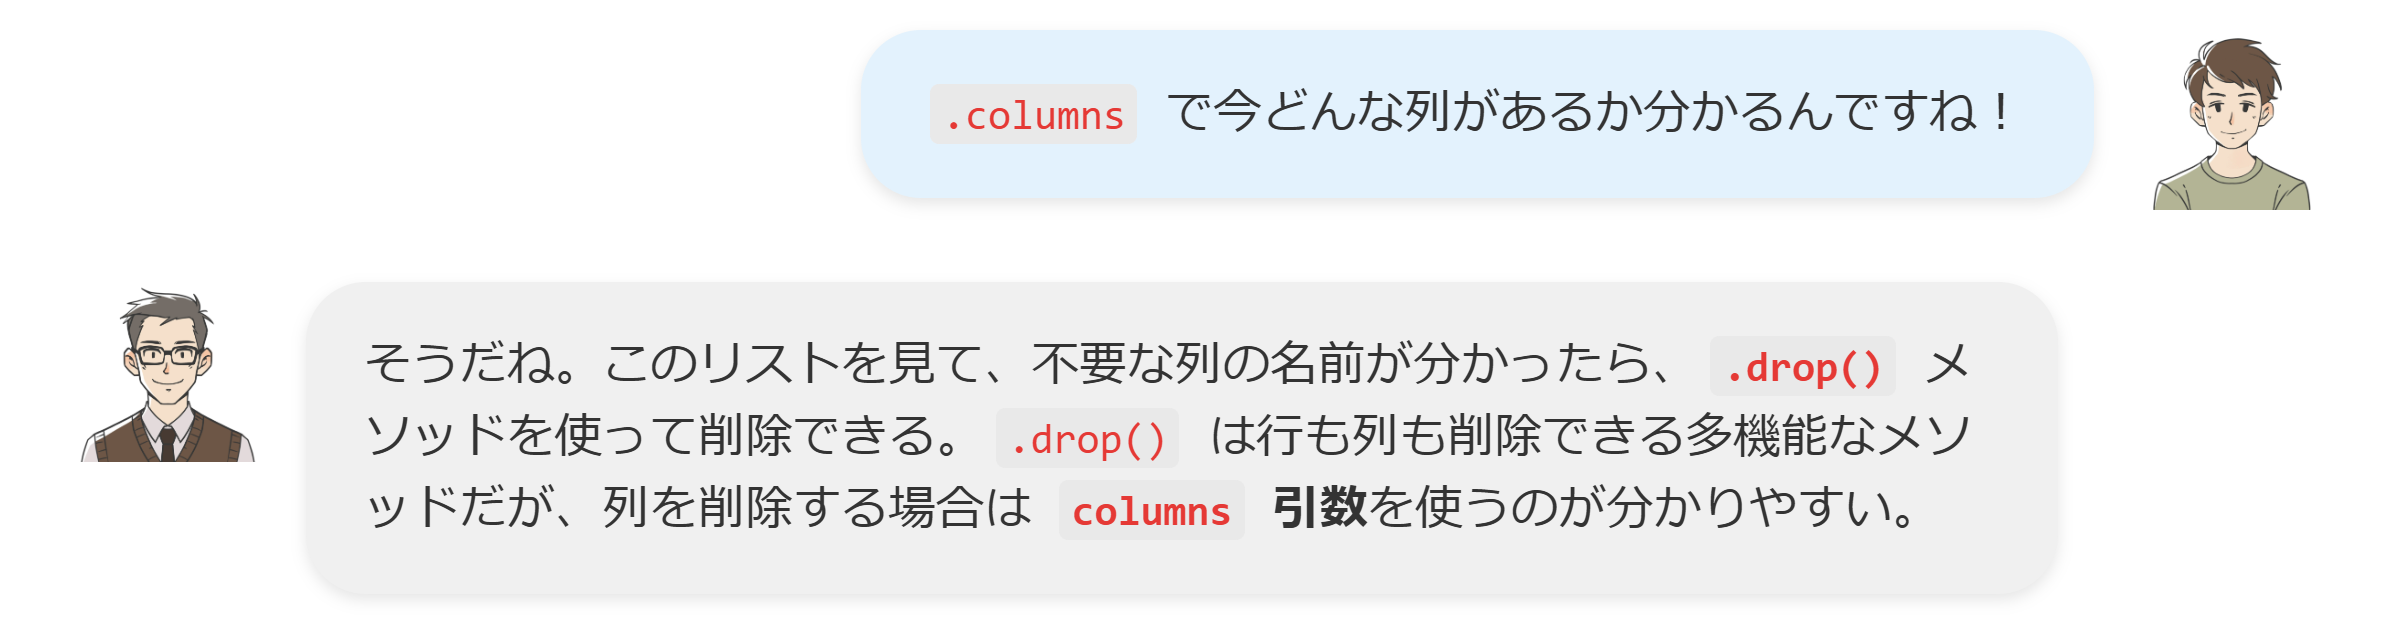 .columns で今どんな列があるか分かるんですね！
そうだね。このリストを見て、不要な列の名前が分かったら、 .drop() メ
ソッドを使って削除できる。 .drop() は行も列も削除できる多機能なメソ
ッドだが、列を削除する場合は columns 引数を使うのが分かりやすい。